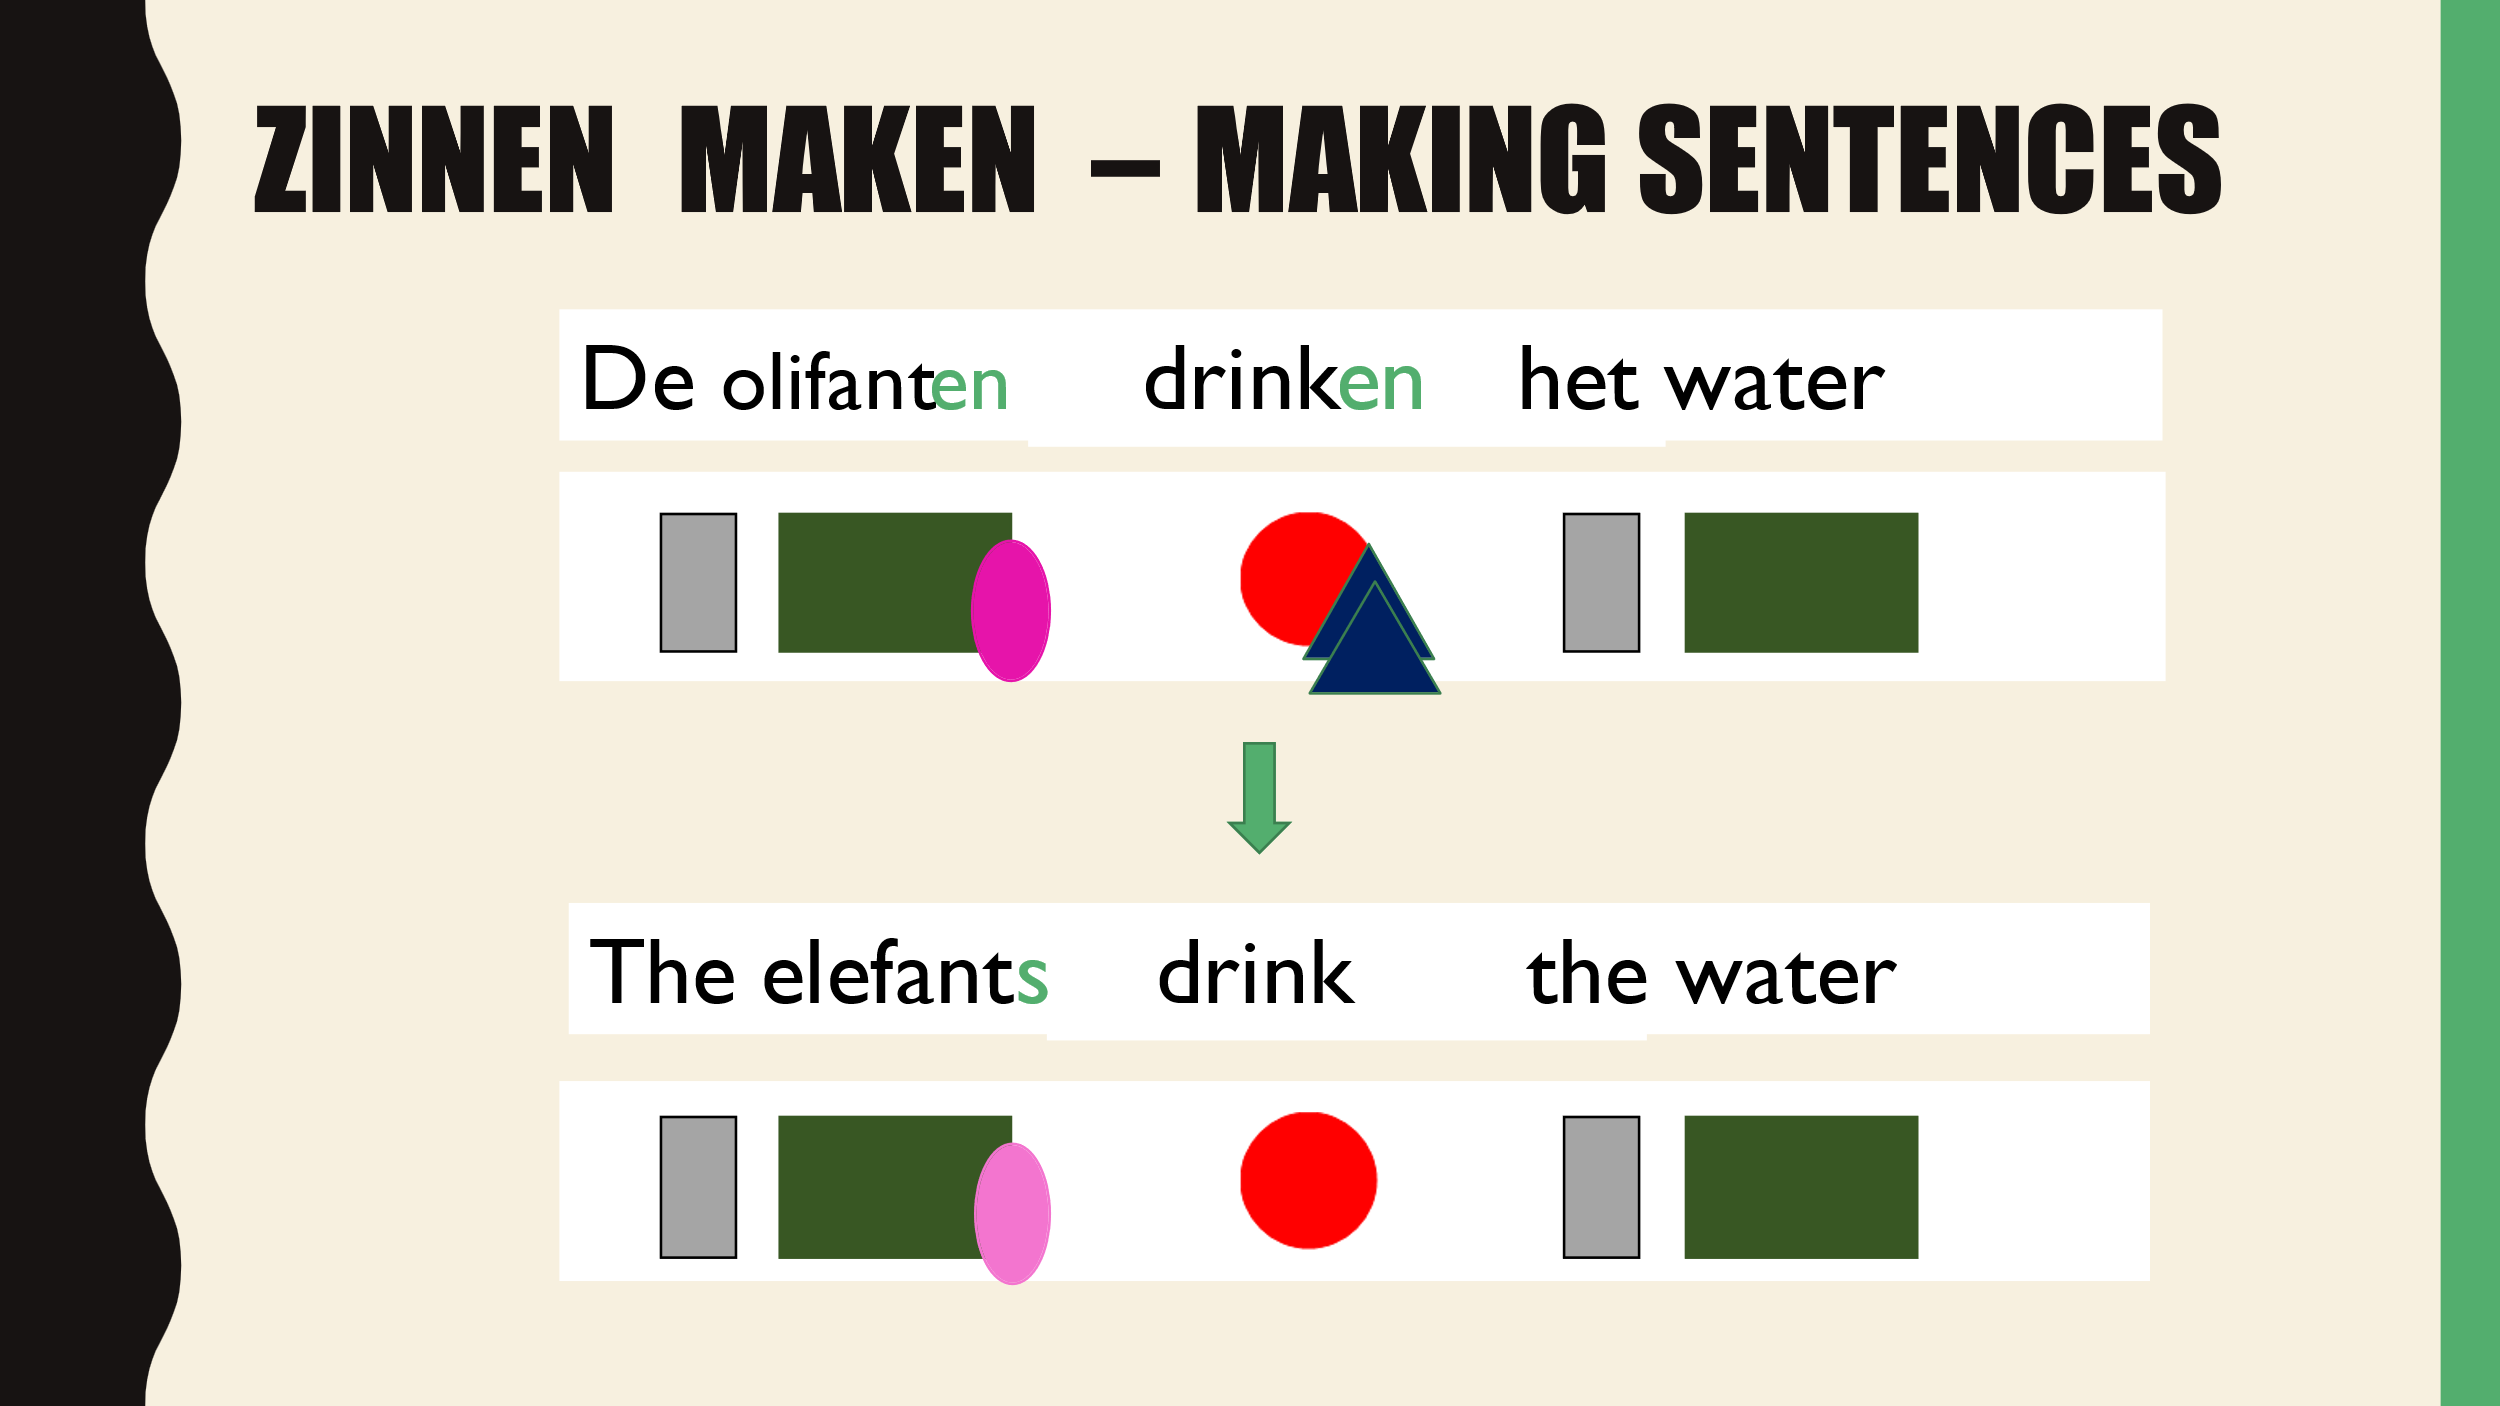 ZINNEN MAKEN – MAKING SENTENCES
De olifanten drinken het water
The elefants drink the water